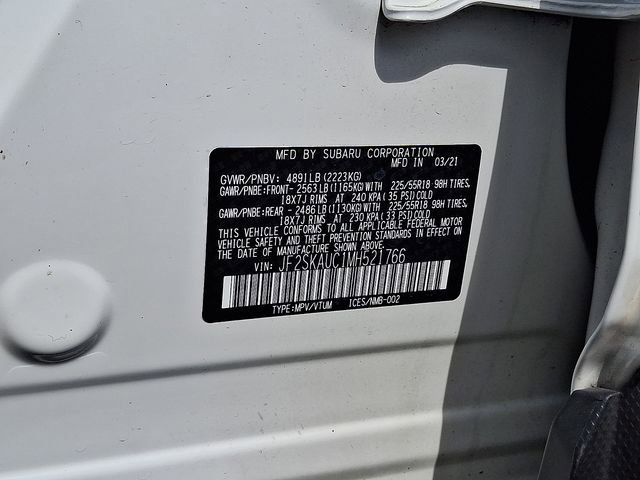 MFD BY SUBARU CORPORATION
MFD IN 03/21
GVWR/PNBV: 4891LB(2223KG)
GAWR/PNBE:FRONT- 2563LB(1165KG)WITH 225/55R18 98H TIRES,
18X7J RIMS AT 240 KPA(35 PSI)COLD
GAWR/PNBE:REAR - 2486LB(1130KG)WITH 225/55R18 98H TIRES,
18X7J RIMS AT 230 KPA(33 PSI)COLD
THIS VEHICLE CONFORMS TO ALL APPLICABLE FEDERAL MOTOR
VEHICLE SAFETY AND THEFT PREVENTION STANDARDS IN EFFECT ON
THE DATE OF MANUFACTURE SHOWN ABOVE.
VIN: JF2SKAUC1MH521766
TYPE:MPV/VTUM ICES/NMB-002